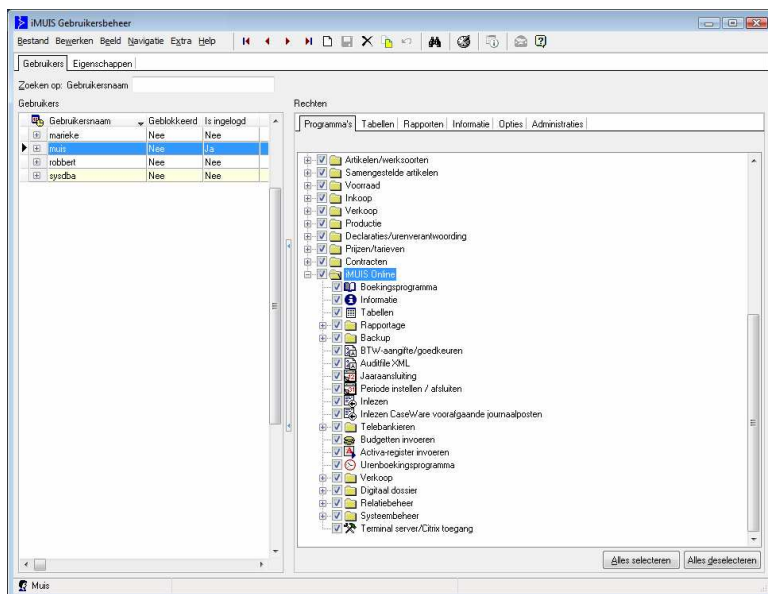 iMUIS Gebruikersbeheer
Bestand Bewerken Beeld Navigatie Extra Help
Gebruikers Eigenschappen
Zoeken op: Gebruikersnaam
Gebruikers
Rechten
Gebruikersnaam Geblokkeerd Is ingelogd
Programma's Tabellen Rapporten Informatie Opties Administraties
marieke Nee Nee
muis Nee Ja
robbert Nee Nee
sysdba Nee Nee
Artikelen/werksoorten
Samengestelde artikelen
Voorraad
Inkoop
Verkoop
Productie
Declaraties/urenverantwoording
Prijzen/tarieven
Contracten
iMUIS Online
Boekingsprogramma
Informatie
Tabellen
Rapportage
Backup
BTW-aangifte/goedkeuren
Auditfile XML
Jaaraansluiting
Periode instellen / afsluiten
Inlezen
Inlezen CaseWare voorafgaande journaalposten
Telebankieren
Budgetten invoeren
Activa-register invoeren
Urenboekingsprogramma
Verkoop
Digitaal dossier
Relatiebeheer
Systeembeheer
Terminal server/Citrix toegang
Alles selecteren Alles deselecteren
Muis